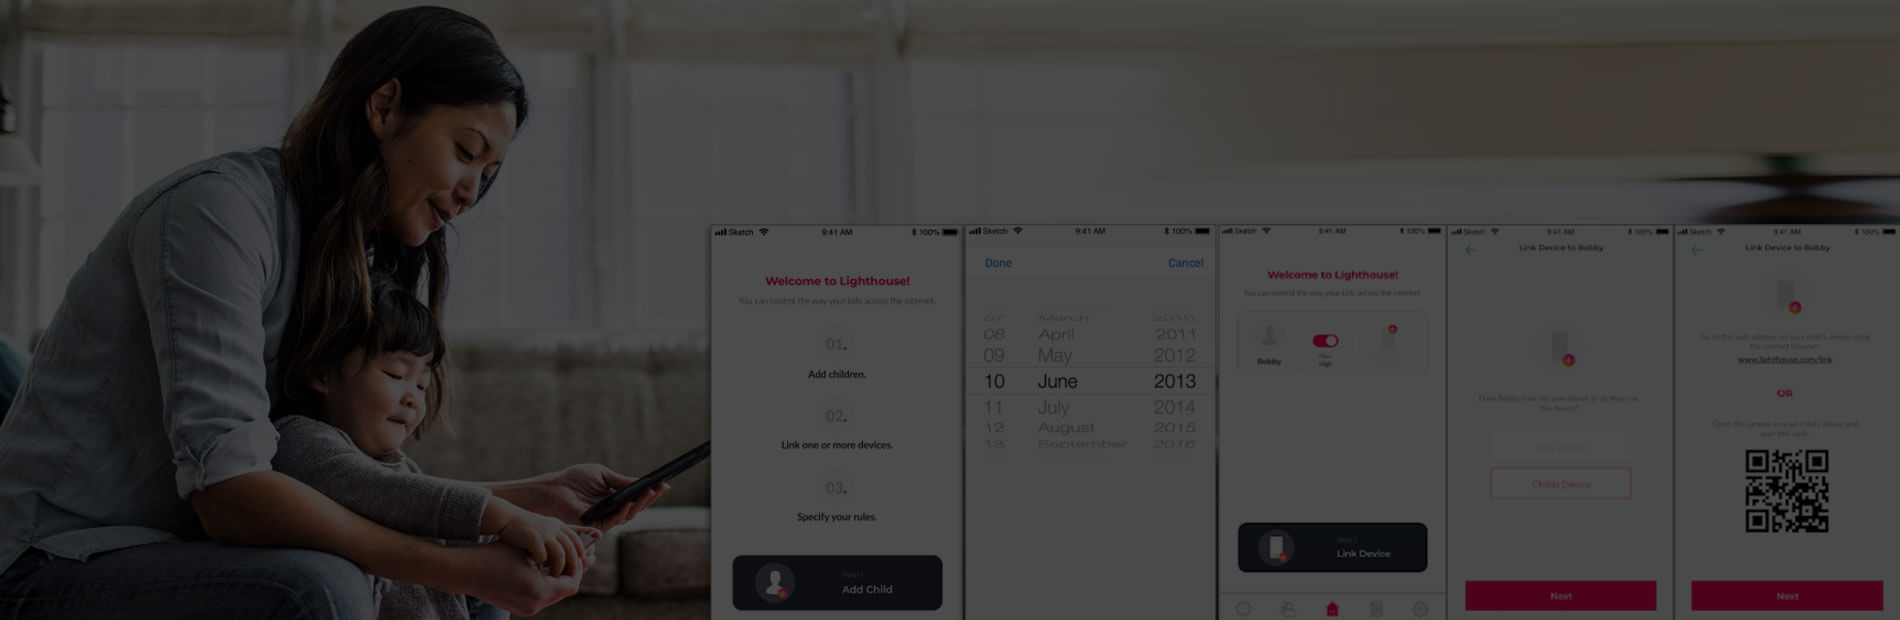 Sketch 9:41 AM 100%
Welcome to Lighthouse!
You can control the way your kids access the internet.
01.
Add children.
02.
Link one or more devices.
03.
Specify your rules.
Step 1
Add Child
Sketch 9:41 AM 100%
Done Cancel
07 March 2010
08 April 2011
09 May 2012
10 June 2013
11 July 2014
12 August 2015
13 September 2016
Sketch 9:41 AM 100%
Welcome to Lighthouse!
You can control the way your kids access the internet.
Bobby
Filter
High
Step 2
Link Device
Sketch 9:41 AM 100%
Link Device to Bobby
Does Bobby have his own device or do they use
this device?
This Device
Childs Device
Next
Sketch 9:41 AM 100%
Link Device to Bobby
Go to this web address on your child's device using
the Internet Browser
www.lighthouse.com/link
OR
Open the camera on your child's device and
scan this code:
Next